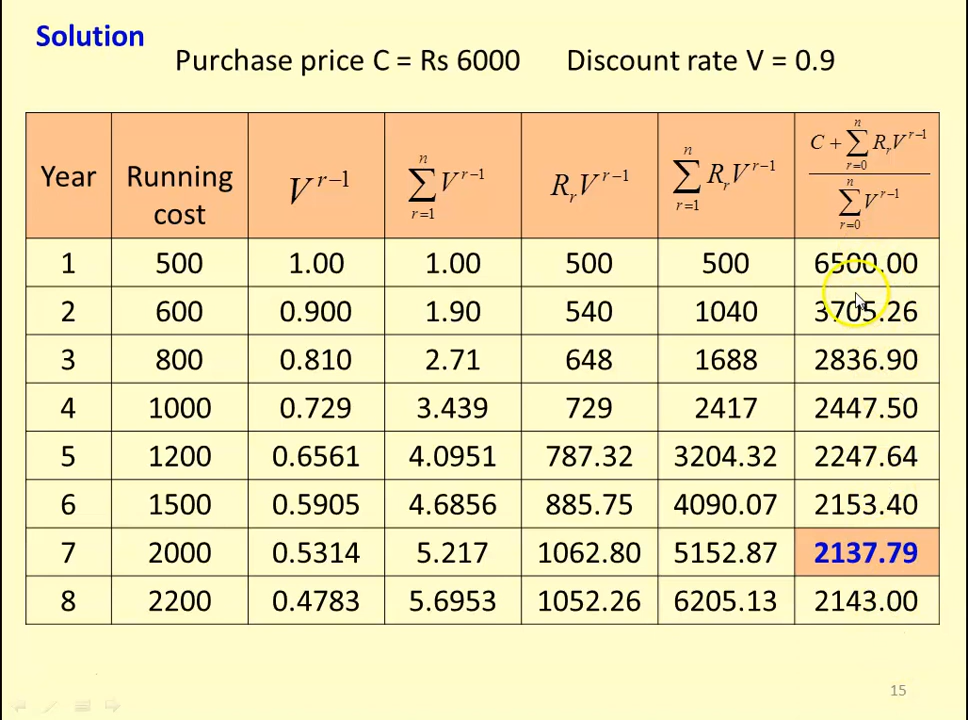 Solution
Purchase price C = Rs 6000 Discount rate V = 0.9
Year | Running cost | V^{r-1} | \sum_{r=1}^{n} V^{r-1} | R_r V^{r-1} | \sum_{r=1}^{n} R_r V^{r-1} | \frac{C + \sum_{r=0}^{n} R_r V^{r-1}}{\sum_{r=0}^{n} V^{r-1}}
1 | 500 | 1.00 | 1.00 | 500 | 500 | 6500.00
2 | 600 | 0.900 | 1.90 | 540 | 1040 | 3705.26
3 | 800 | 0.810 | 2.71 | 648 | 1688 | 2836.90
4 | 1000 | 0.729 | 3.439 | 729 | 2417 | 2447.50
5 | 1200 | 0.6561 | 4.0951 | 787.32 | 3204.32 | 2247.64
6 | 1500 | 0.5905 | 4.6856 | 885.75 | 4090.07 | 2153.40
7 | 2000 | 0.5314 | 5.217 | 1062.80 | 5152.87 | 2137.79
8 | 2200 | 0.4783 | 5.6953 | 1052.26 | 6205.13 | 2143.00
15